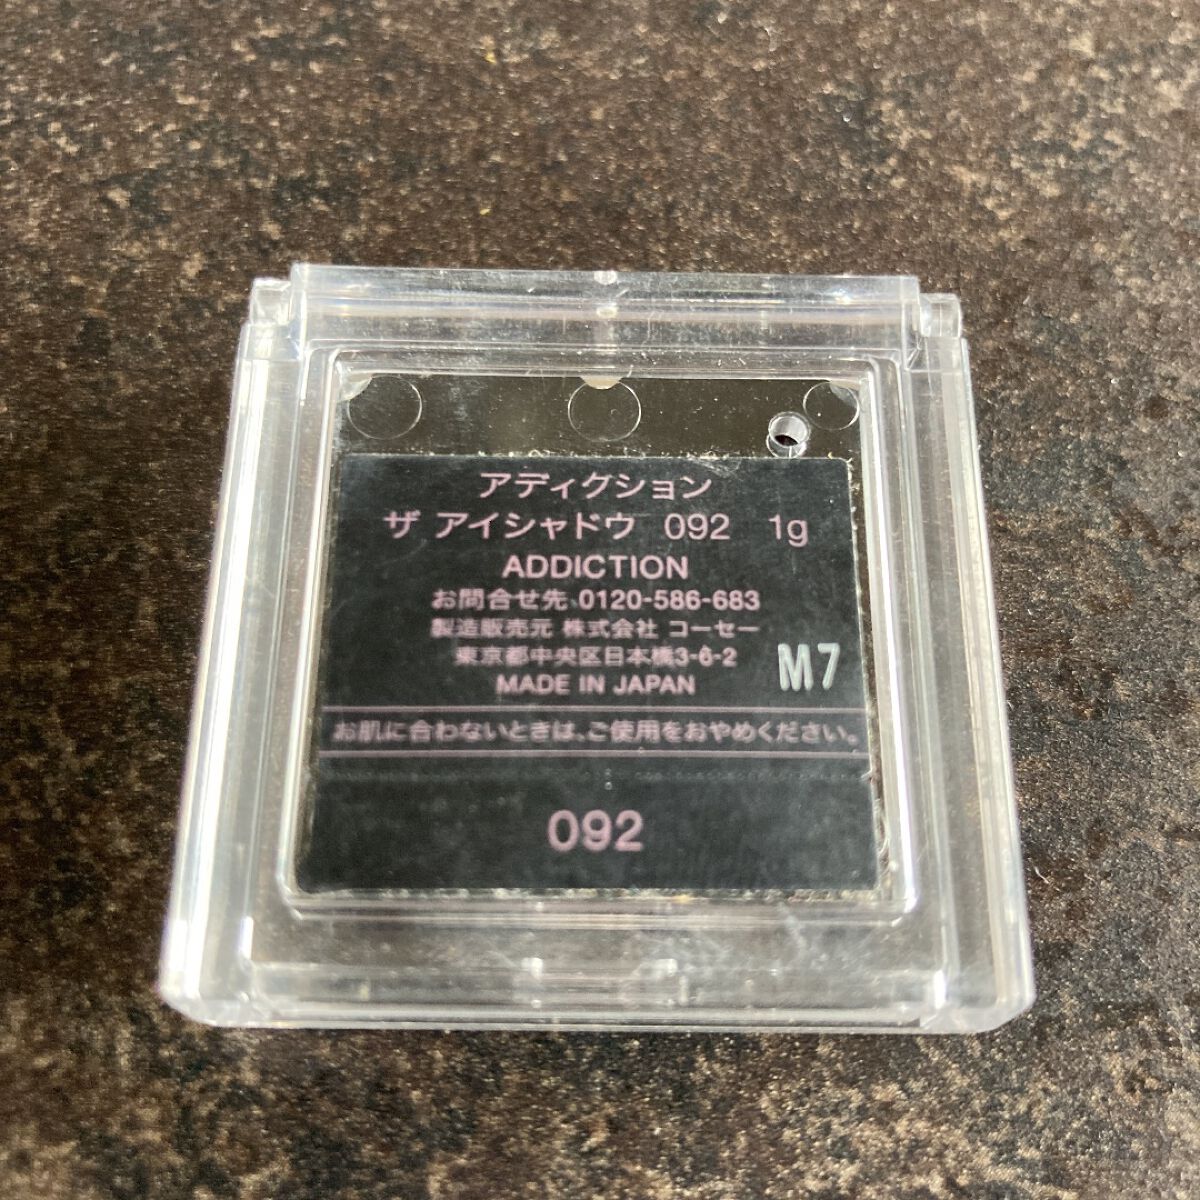 アディクション
ザ アイシャドウ 092 1g
ADDICTION
お問合せ先 0120-586-683
製造販売元 株式会社 コーセー
東京都中央区日本橋3-6-2
MADE IN JAPAN
M7
お肌に合わないときは、ご使用をおやめください。
092